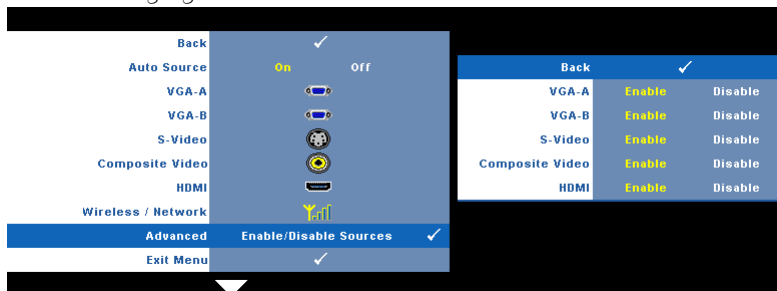 Back
Auto Source On Off
VGA-A
VGA-B
S-Video
Composite Video
HDMI
Wireless / Network
Advanced Enable/Disable Sources
Exit Menu
Back
VGA-A Enable Disable
VGA-B Enable Disable
S-Video Enable Disable
Composite Video Enable Disable
HDMI Enable Disable